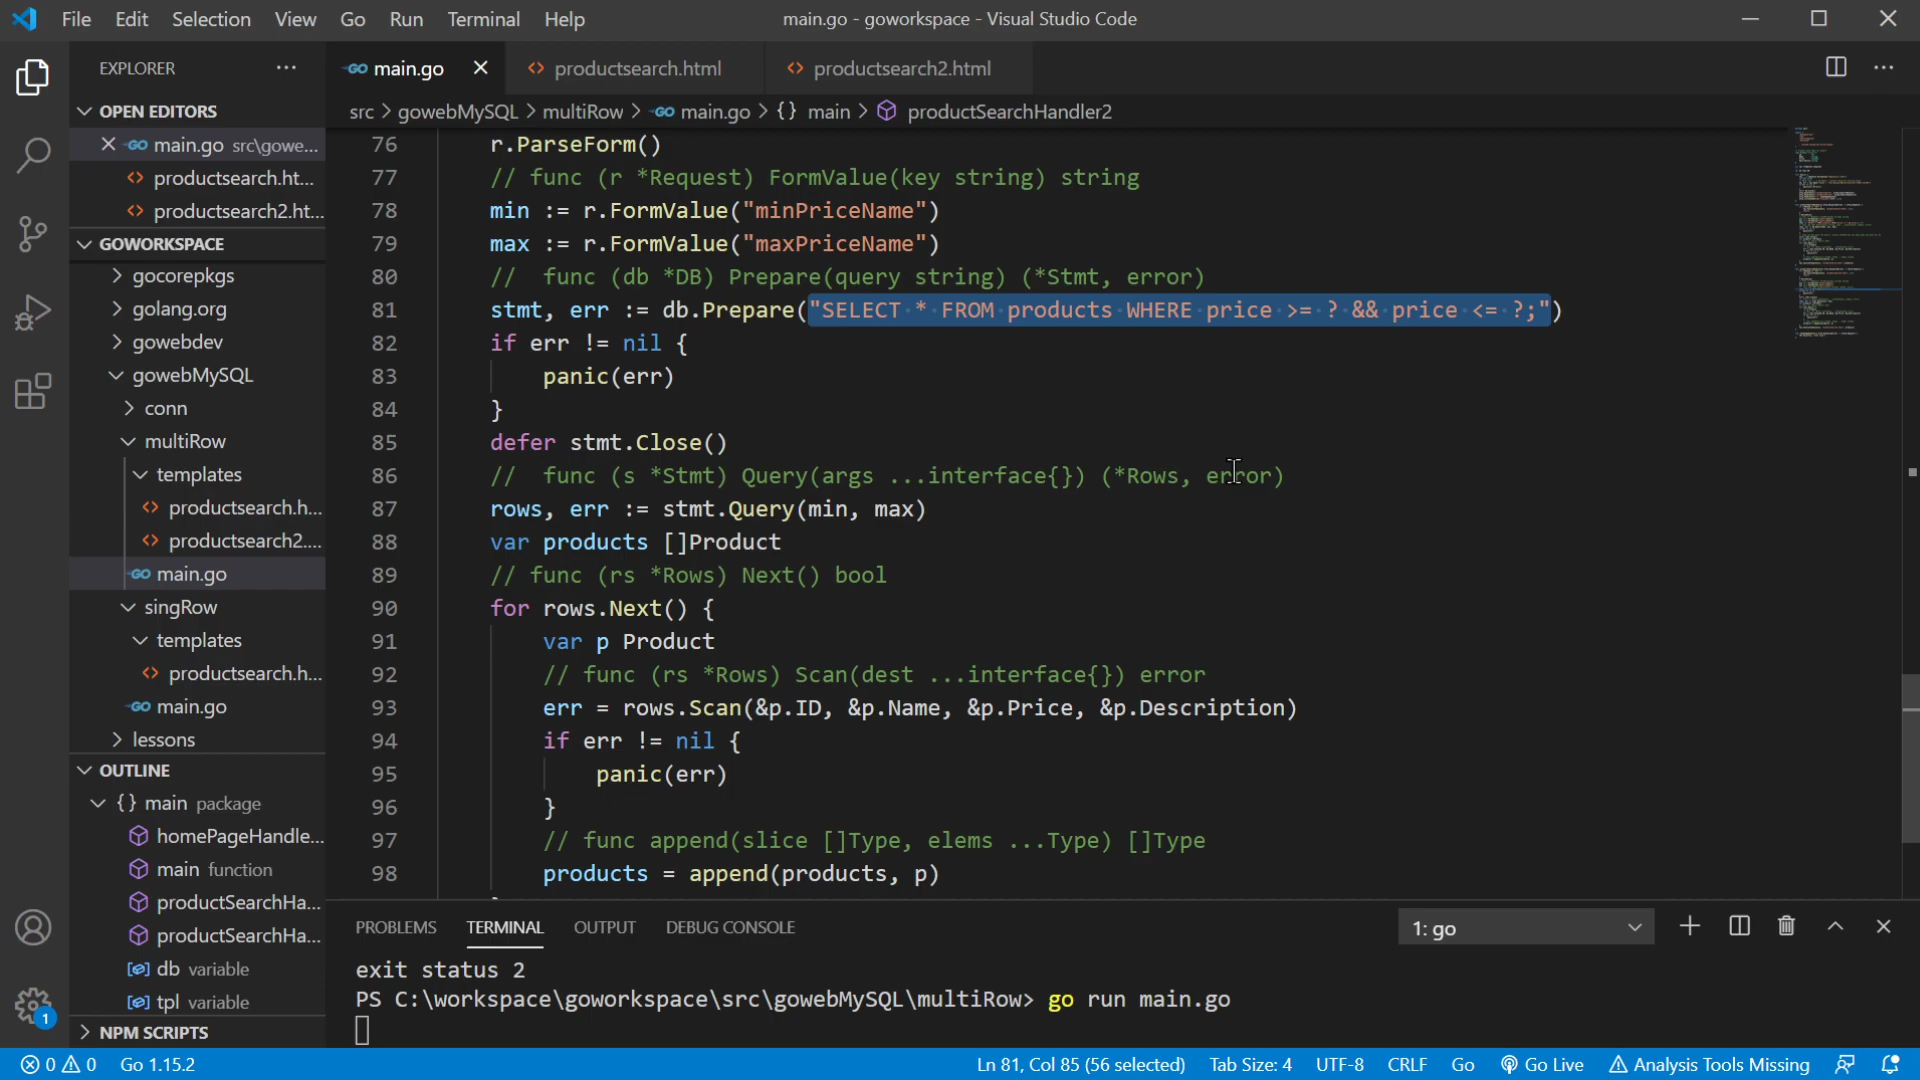 File Edit Selection View Go Run Terminal Help
main.go - goworkspace - Visual Studio Code
EXPLORER
OPEN EDITORS
main.go src\gowe...
productsearch.ht...
productsearch2.ht...
GOWORKSPACE
gocorepkgs
golang.org
gowebdev
gowebMySQL
conn
multiRow
templates
productsearch.h...
productsearch2....
main.go
singRow
templates
productsearch.h...
main.go
lessons
OUTLINE
{} main package
homePageHandle...
main function
productSearchHa...
productSearchHa...
db variable
tpl variable
NPM SCRIPTS
main.go
productsearch.html
productsearch2.html
src > gowebMySQL > multiRow > main.go > {} main > productSearchHandler2
76 r.ParseForm()
77 // func (r *Request) FormValue(key string) string
78 min := r.FormValue("minPriceName")
79 max := r.FormValue("maxPriceName")
80 //  func (db *DB) Prepare(query string) (*Stmt, error)
81 stmt, err := db.Prepare("SELECT * FROM products WHERE price >= ? && price <= ?;")
82 if err != nil {
83 panic(err)
84 }
85 defer stmt.Close()
86 //  func (s *Stmt) Query(args ...interface{}) (*Rows, error)
87 rows, err := stmt.Query(min, max)
88 var products []Product
89 // func (rs *Rows) Next() bool
90 for rows.Next() {
91 var p Product
92 // func (rs *Rows) Scan(dest ...interface{}) error
93 err = rows.Scan(&p.ID, &p.Name, &p.Price, &p.Description)
94 if err != nil {
95 panic(err)
96 }
97 // func append(slice []Type, elems ...Type) []Type
98 products = append(products, p)
PROBLEMS TERMINAL OUTPUT DEBUG CONSOLE
1: go
exit status 2
PS C:\workspace\goworkspace\src\gowebMySQL\multiRow> go run main.go
1
0 0 Go 1.15.2
Ln 81, Col 85 (56 selected) Tab Size: 4 UTF-8 CRLF Go Go Live Analysis Tools Missing